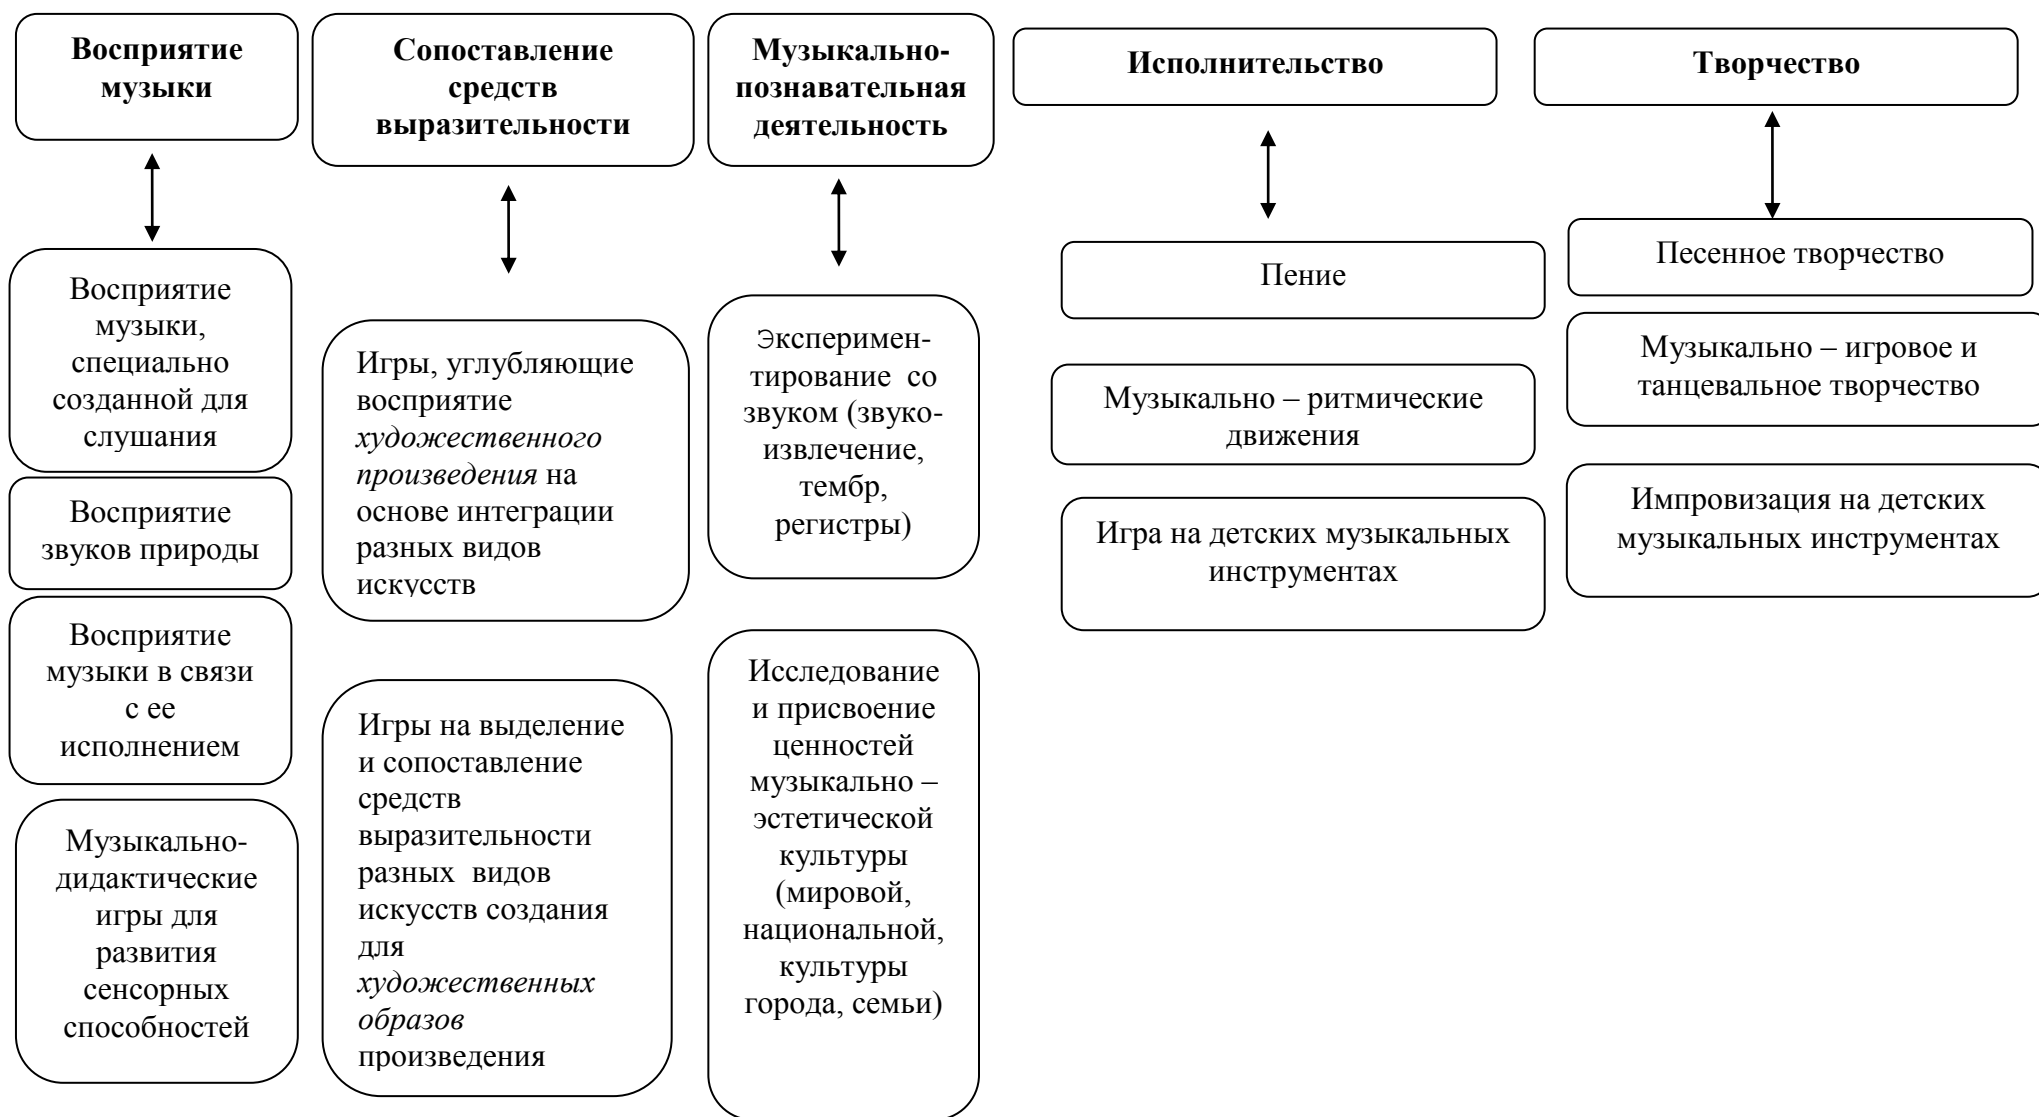 Восприятие
музыки
Сопоставление
средств
выразительности
Музыкально-
познавательная
деятельность
Исполнительство
Творчество
Восприятие
музыки,
специально
созданной для
слушания
Восприятие
звуков природы
Восприятие
музыки в связи
с ее
исполнением
Музыкально-
дидактические
игры для
развития
сенсорных
способностей
Игры, углубляющие
восприятие
художественного
произведения на
основе интеграции
разных видов
искусств
Игры на выделение
и сопоставление
средств
выразительности
разных видов
искусств создания
для
художественных
образов
произведения
Эксперимен-
тирование со
звуком (звуко-
извлечение,
тембр,
регистры)
Исследование
и присвоение
ценностей
музыкально –
эстетической
культуры
(мировой,
национальной,
культуры
города, семьи)
Пение
Музыкально – ритмические
движения
Игра на детских музыкальных
инструментах
Песенное творчество
Музыкально – игровое и
танцевальное творчество
Импровизация на детских
музыкальных инструментах